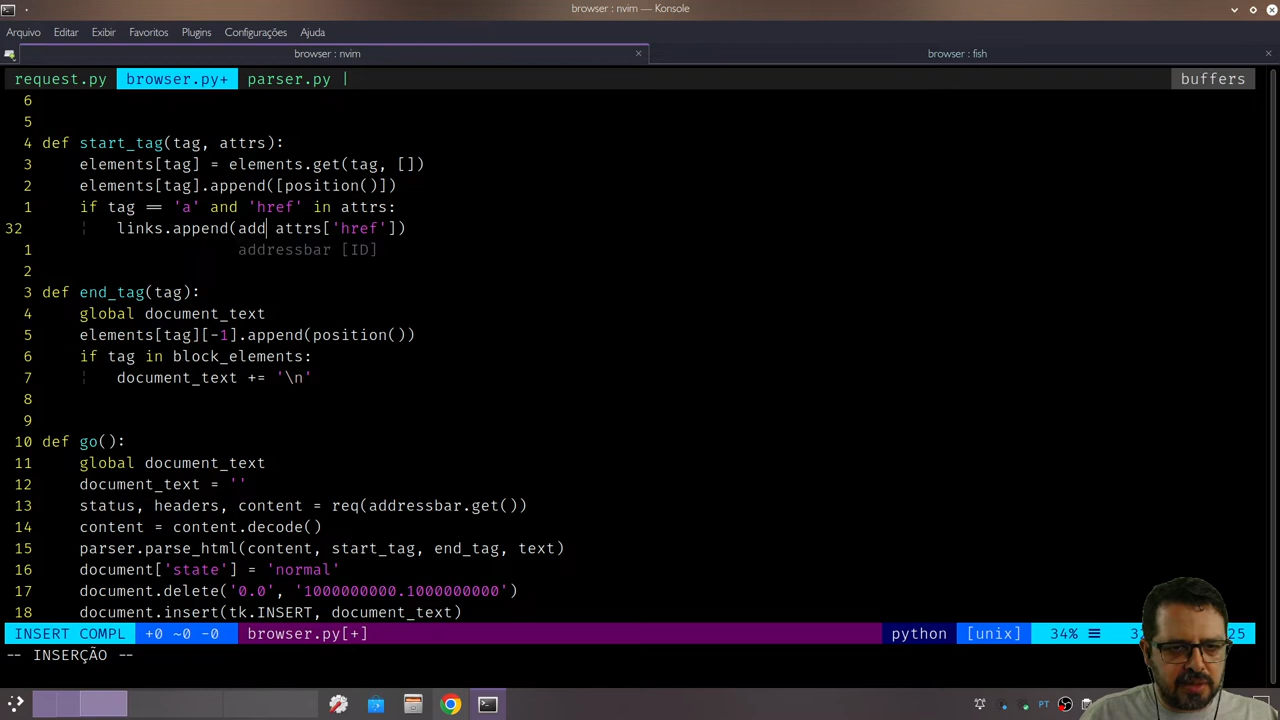 browser : nvim — Konsole
Arquivo Editar Exibir Favoritos Plugins Configurações Ajuda
browser : nvim browser : fish
request.py browser.py+ parser.py | buffers
6
5
4 def start_tag(tag, attrs):
3 elements[tag] = elements.get(tag, [])
2 elements[tag].append([position()])
1 if tag == 'a' and 'href' in attrs:
32 links.append(add attrs['href'])
1 addressbar [ID]
2
3 def end_tag(tag):
4 global document_text
5 elements[tag][-1].append(position())
6 if tag in block_elements:
7 document_text += '\n'
8
9
10 def go():
11 global document_text
12 document_text = ''
13 status, headers, content = req(addressbar.get())
14 content = content.decode()
15 parser.parse_html(content, start_tag, end_tag, text)
16 document['state'] = 'normal'
17 document.delete('0.0', '1000000000.1000000000')
18 document.insert(tk.INSERT, document_text)
INSERT COMPL +0 ~0 -0 browser.py[+] python [unix] 34% 25
-- INSERÇÃO --
PT